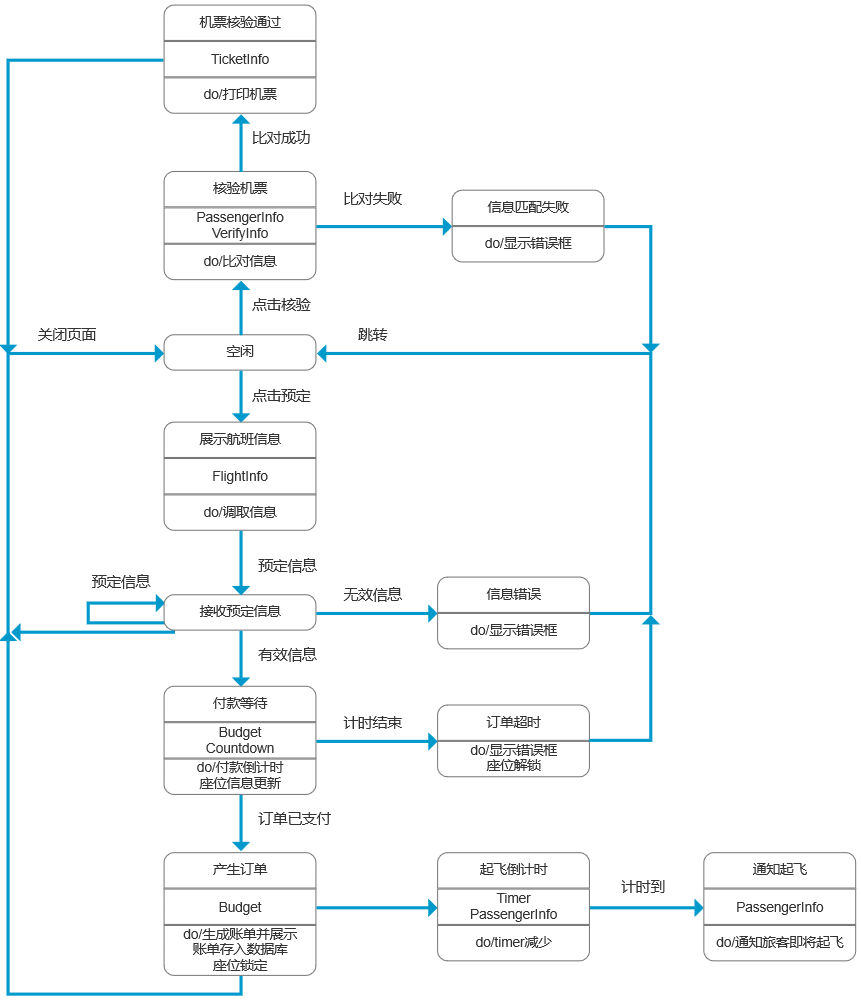 机票核验通过
TicketInfo
do/打印机票
比对成功
核验机票
PassengerInfo
VerifyInfo
do/比对信息
比对失败
信息匹配失败
do/显示错误框
点击核验
关闭页面
空闲
跳转
点击预定
展示航班信息
FlightInfo
do/调取信息
预定信息
预定信息
接收预定信息
无效信息
信息错误
do/显示错误框
有效信息
付款等待
Budget
Countdown
do/付款倒计时
座位信息更新
计时结束
订单超时
do/显示错误框
座位解锁
订单已支付
产生订单
Budget
do/生成账单并展示
账单存入数据库
座位锁定
起飞倒计时
Timer
PassengerInfo
do/timer减少
计时到
通知起飞
PassengerInfo
do/通知旅客即将起飞